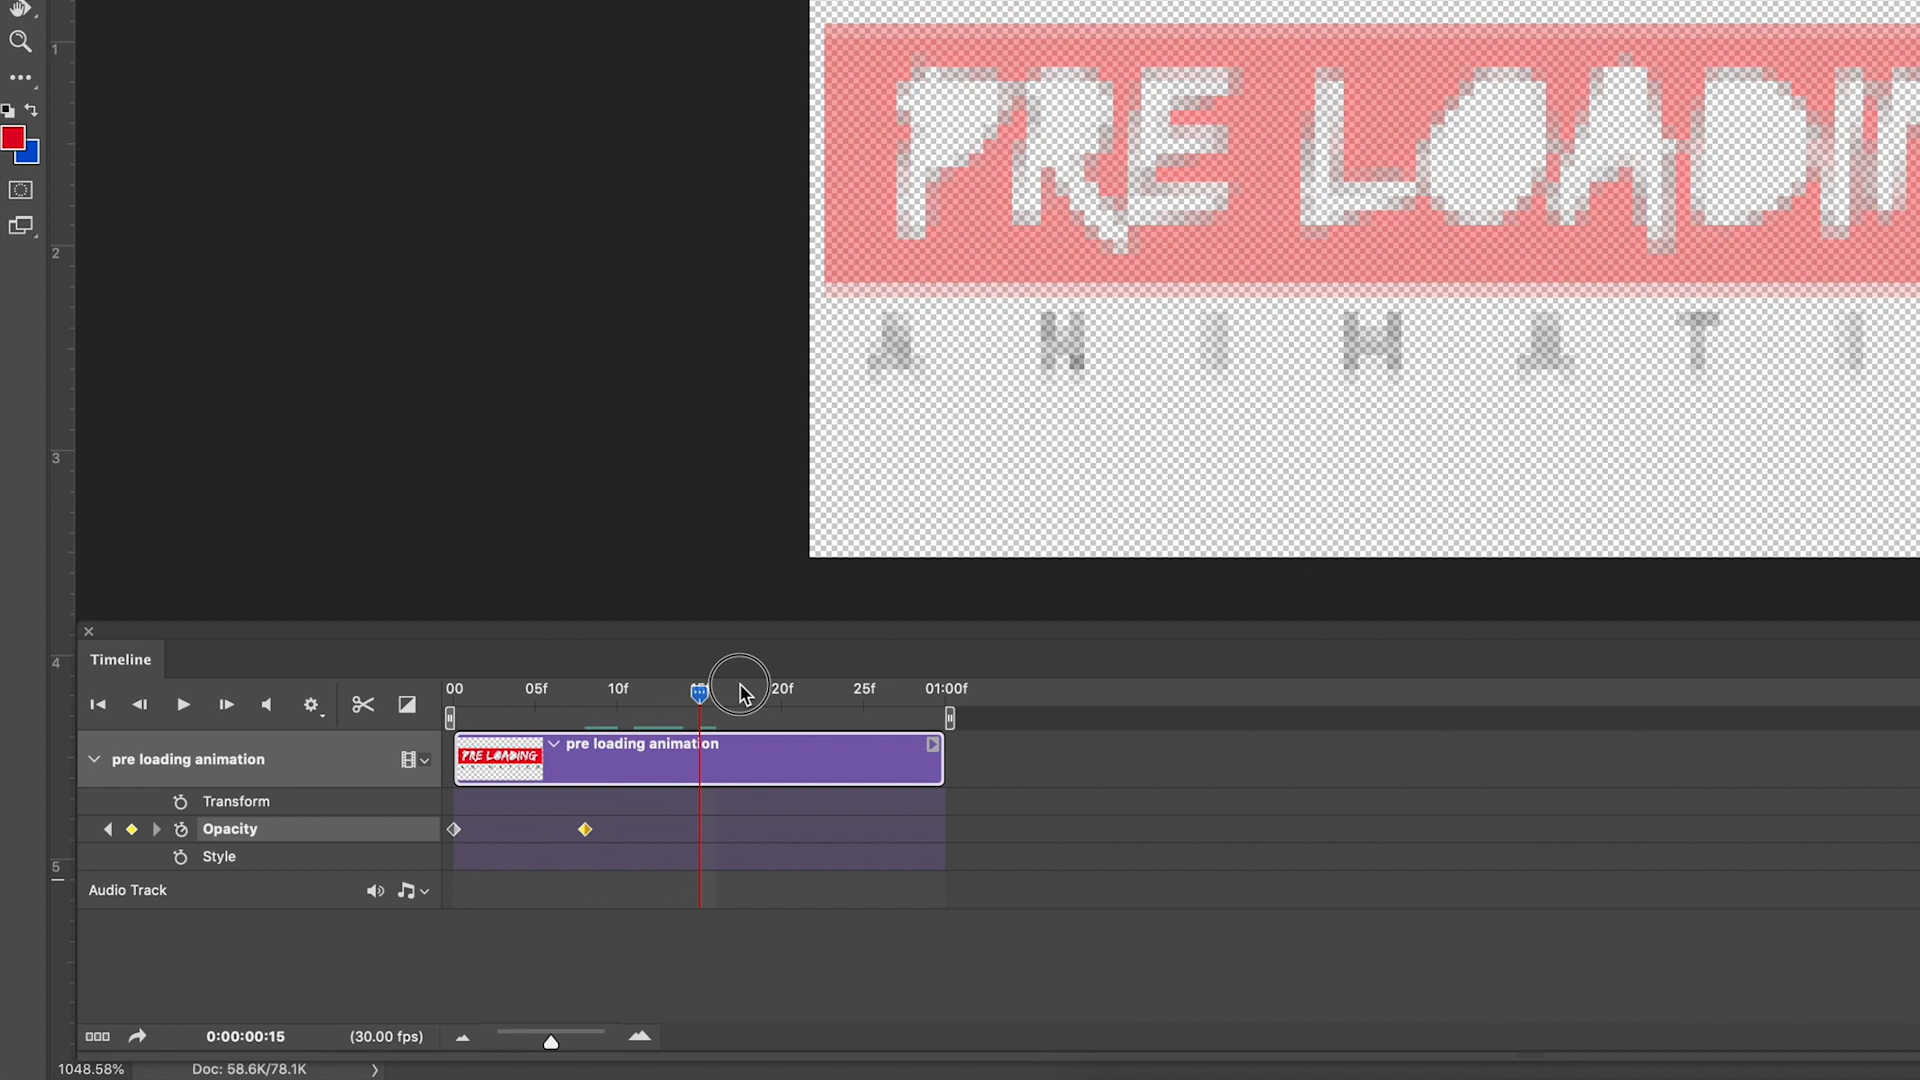 1
PRE LOADIN
2
A N I M A T I
3
4
Timeline
00 05f 10f 15f 20f 25f 01:00f
pre loading animation
PRE LOADING
pre loading animation
Transform
Opacity
Style
5
Audio Track
0:00:00:15 (30.00 fps)
1048.58% Doc: 58.6K/78.1K